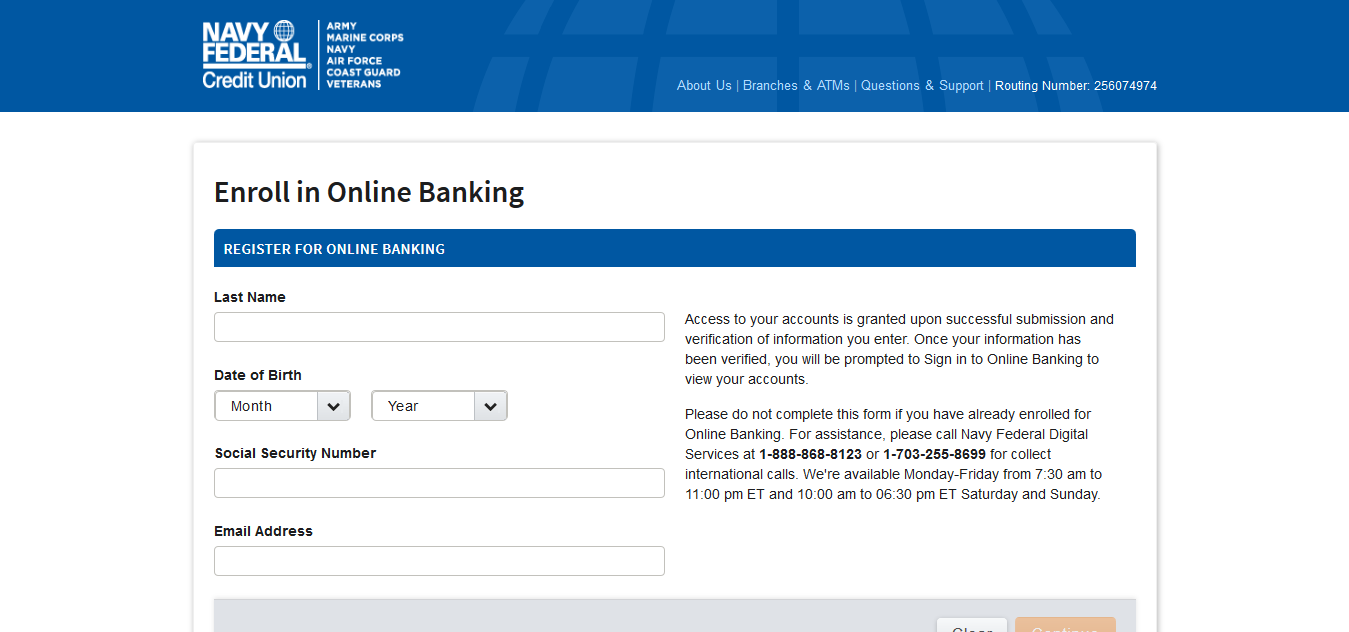 NAVY
FEDERAL
Credit Union
ARMY
MARINE CORPS
NAVY
AIR FORCE
COAST GUARD
VETERANS
About Us | Branches & ATMs | Questions & Support | Routing Number: 256074974
Enroll in Online Banking
REGISTER FOR ONLINE BANKING
Last Name
Date of Birth
Month
Year
Social Security Number
Email Address
Access to your accounts is granted upon successful submission and
verification of information you enter. Once your information has
been verified, you will be prompted to Sign in to Online Banking to
view your accounts.
Please do not complete this form if you have already enrolled for
Online Banking. For assistance, please call Navy Federal Digital
Services at 1-888-868-8123 or 1-703-255-8699 for collect
international calls. We're available Monday-Friday from 7:30 am to
11:00 pm ET and 10:00 am to 06:30 pm ET Saturday and Sunday.
Clear
Continue